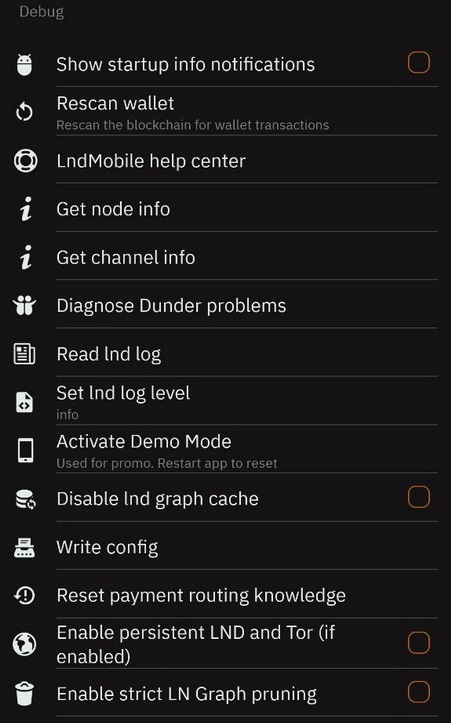 Debug
Show startup info notifications
Rescan wallet
Rescan the blockchain for wallet transactions
LndMobile help center
Get node info
Get channel info
Diagnose Dunder problems
Read lnd log
Set lnd log level
info
Activate Demo Mode
Used for promo. Restart app to reset
Disable lnd graph cache
Write config
Reset payment routing knowledge
Enable persistent LND and Tor (if
enabled)
Enable strict LN Graph pruning